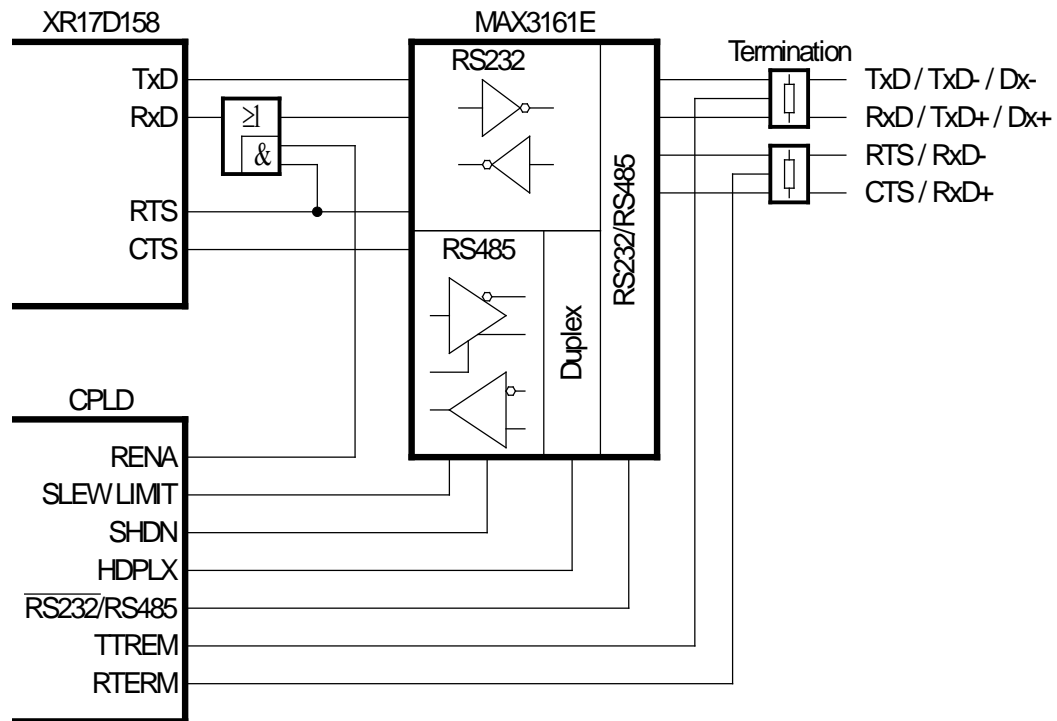 XR17D158
MAX3161E
Termination
TxD
RxD
RTS
CTS
≥1
&
RS232
RS485
Duplex
RS232/RS485
TxD / TxD- / Dx-
RxD / TxD+ / Dx+
RTS / RxD-
CTS / RxD+
CPLD
RENA
SLEW LIMIT
SHDN
HDPLX
RS232/RS485
TTREM
RTERM